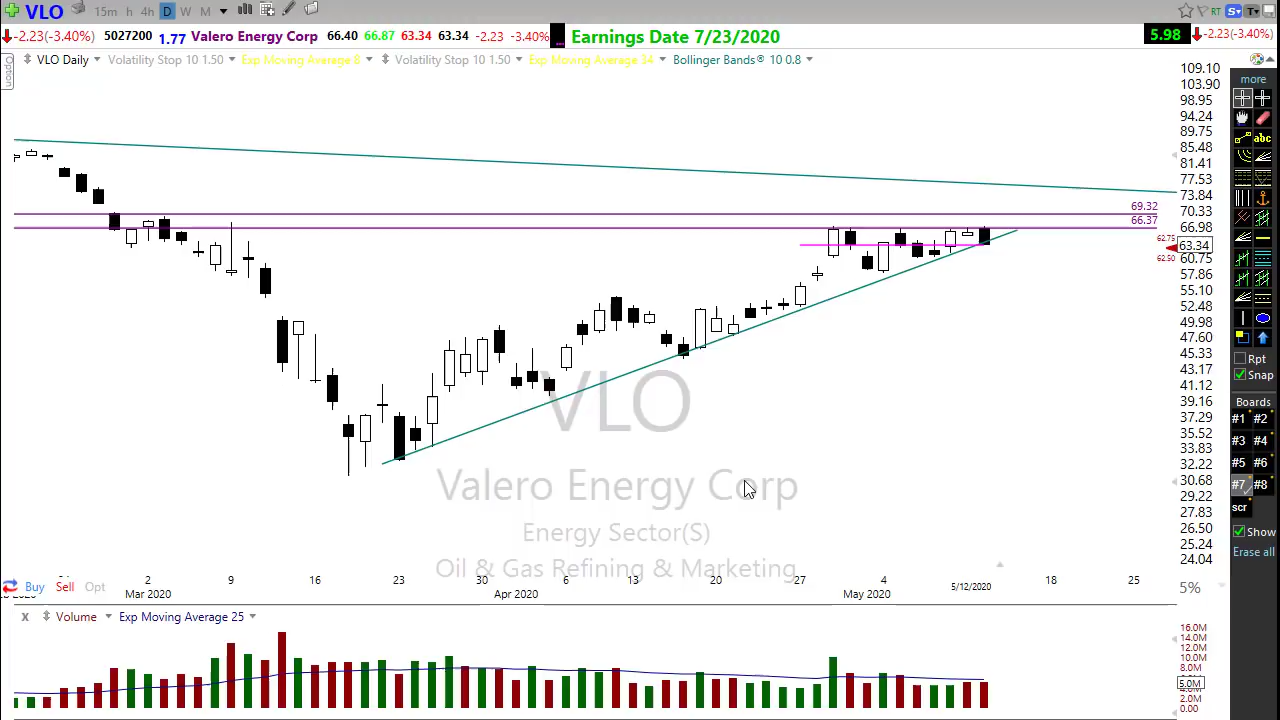 VLO 15m h 4h D W M RT S T
-2.23(-3.40%) 5027200 1.77 Valero Energy Corp 66.40 66.87 63.34 63.34 -2.23 -3.40% Earnings Date 7/23/2020 5.98 -2.23(-3.40%)
Option
VLO Daily Volatility Stop 10 1.50 Exp Moving Average 8 Volatility Stop 10 1.50 Exp Moving Average 34 Bollinger Bands® 10 0.8
109.10
103.90
98.95
94.24
89.75
85.48
81.41
77.53
73.84
69.32
70.33
66.37
66.98
62.75
63.34
62.50
60.75
57.86
55.10
52.48
49.98
47.60
45.33
43.17
41.12
39.16
37.29
35.52
33.83
32.22
30.68
29.22
27.83
26.50
25.24
24.04
VLO
Valero Energy Corp
Energy Sector(S)
Oil & Gas Refining & Marketing
more
abc
Rpt
Snap
Boards
#1 #2
#3 #4
#5 #6
#7 #8
scr
Show
Erase all
Buy Sell Opt
2 9 16 23 30 6 13 20 27 4 5/12/2020 18 25
Mar 2020 Apr 2020 May 2020
5%
x Volume Exp Moving Average 25
16.0M
14.0M
12.0M
10.0M
8.0M
5.0M
2.0M
0.00